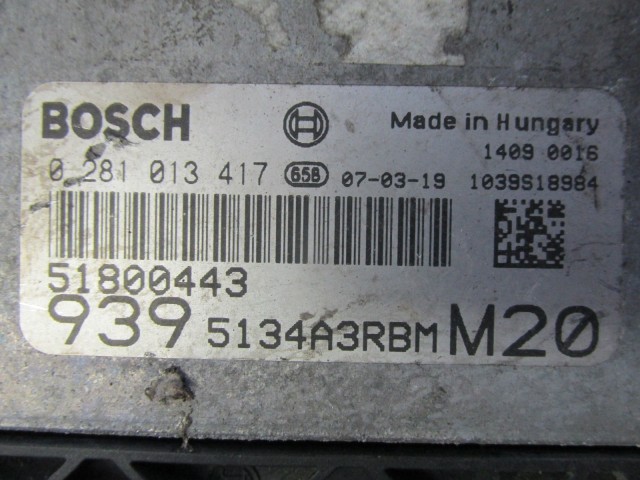 BOSCH Made in Hungary
1409 0016
0 281 013 417 658 07-03-19 1039S18984
51800443
939 5134A3RBM M20